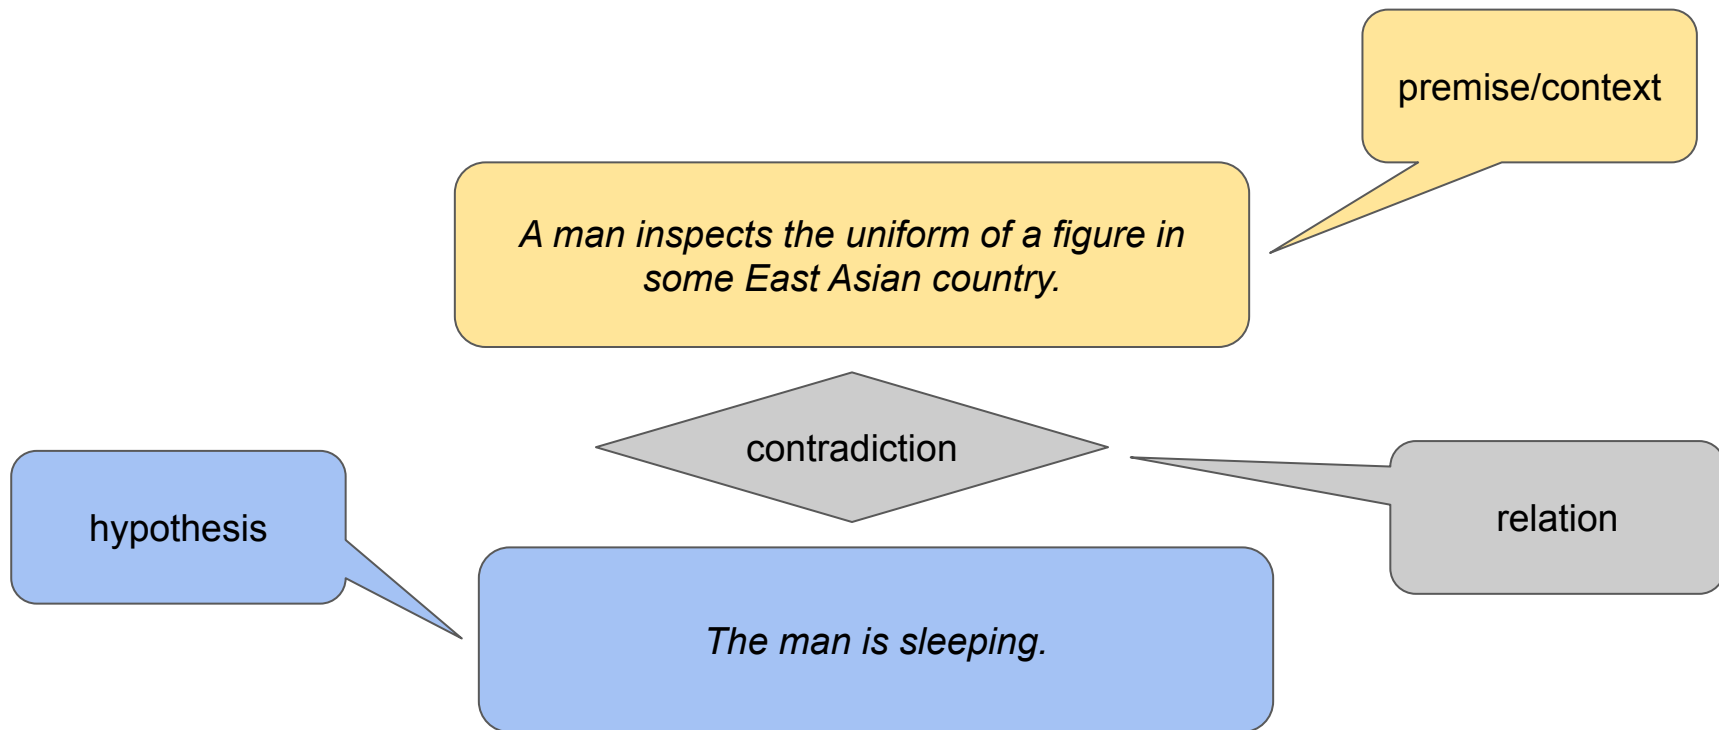 premise/context
A man inspects the uniform of a figure in
some East Asian country.
contradiction
hypothesis
relation
The man is sleeping.